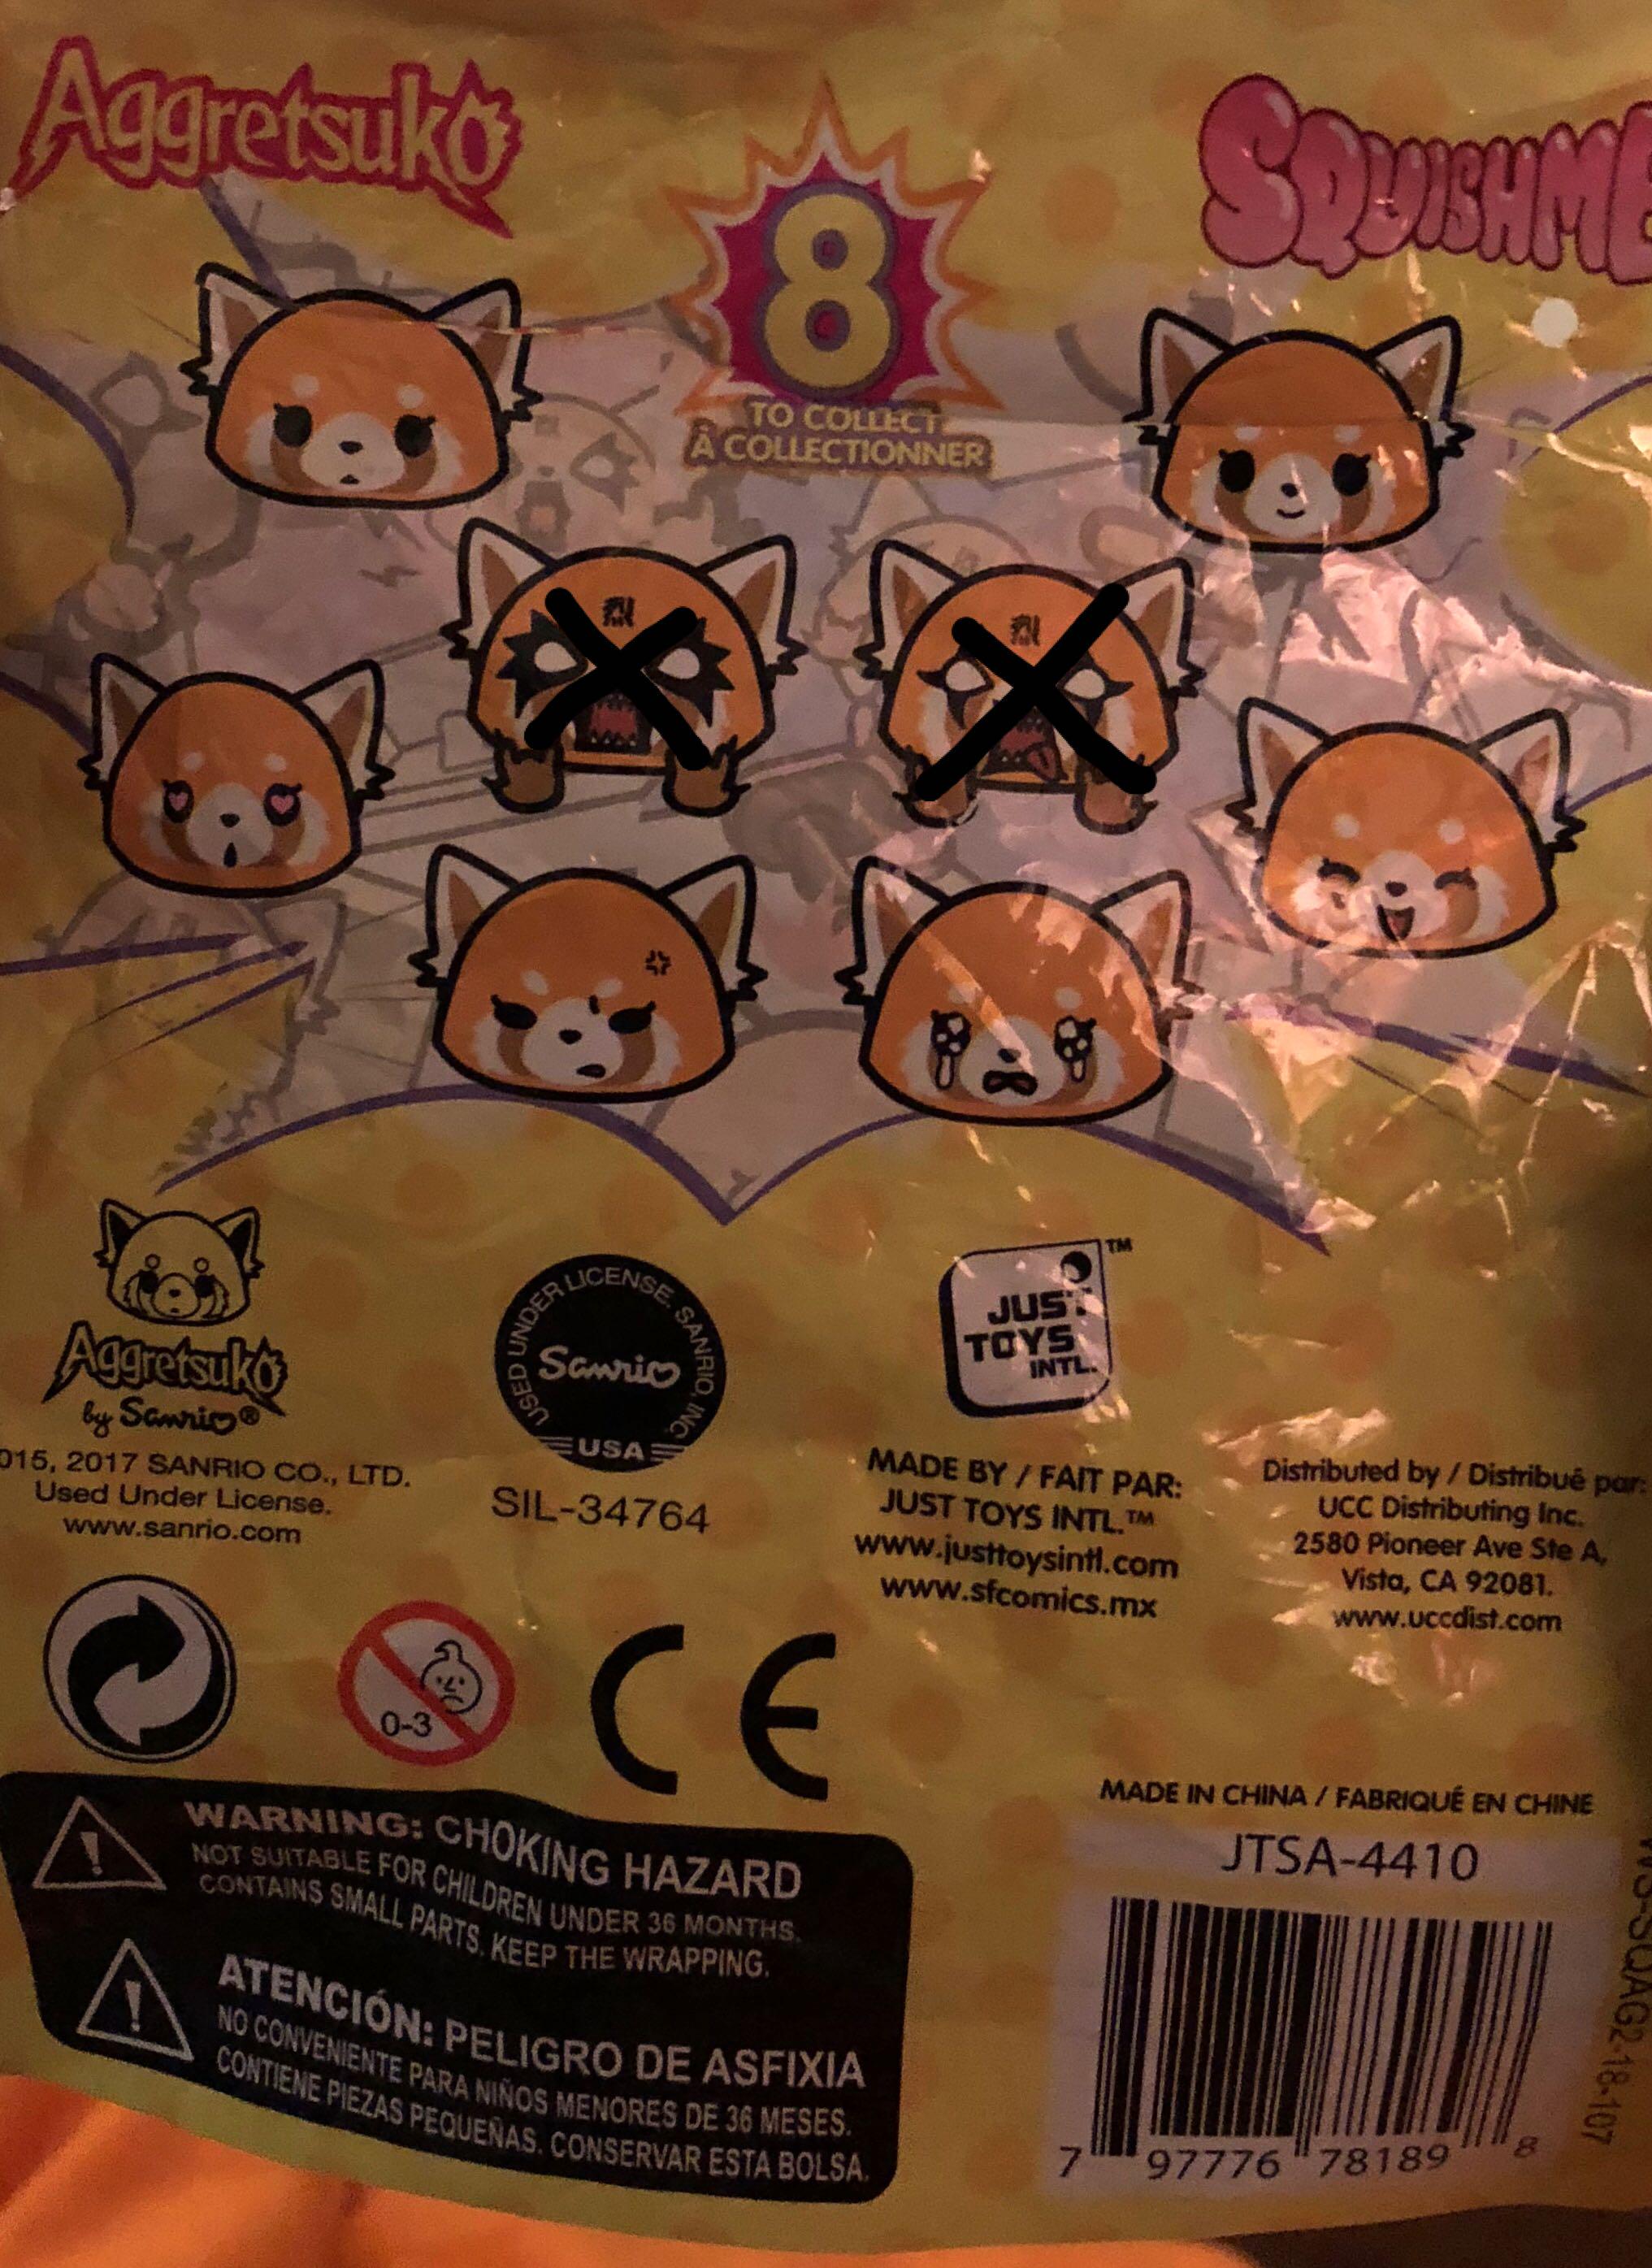 Aggretsuko
SQUISHME
8
TO COLLECT
À COLLECTIONNER
烈
烈
Aggretsuko
by Sanrio®
015, 2017 SANRIO CO., LTD.
Used Under License.
www.sanrio.com
USED UNDER LICENSE. SANRIO, INC.
Sanrio
USA
SIL-34764
TM
JUST
TOYS
INTL.
MADE BY / FAIT PAR:
JUST TOYS INTL.™
www.justtoysintl.com
www.sfcomics.mx
Distributed by / Distribué par:
UCC Distributing Inc.
2580 Pioneer Ave Ste A,
Vista, CA 92081.
www.uccdist.com
0-3
CE
WARNING: CHOKING HAZARD
NOT SUITABLE FOR CHILDREN UNDER 36 MONTHS.
CONTAINS SMALL PARTS. KEEP THE WRAPPING.
ATENCIÓN: PELIGRO DE ASFIXIA
NO CONVENIENTE PARA NIÑOS MENORES DE 36 MESES.
CONTIENE PIEZAS PEQUEÑAS. CONSERVAR ESTA BOLSA.
MADE IN CHINA / FABRIQUÉ EN CHINE
JTSA-4410
7 97776 78189 8